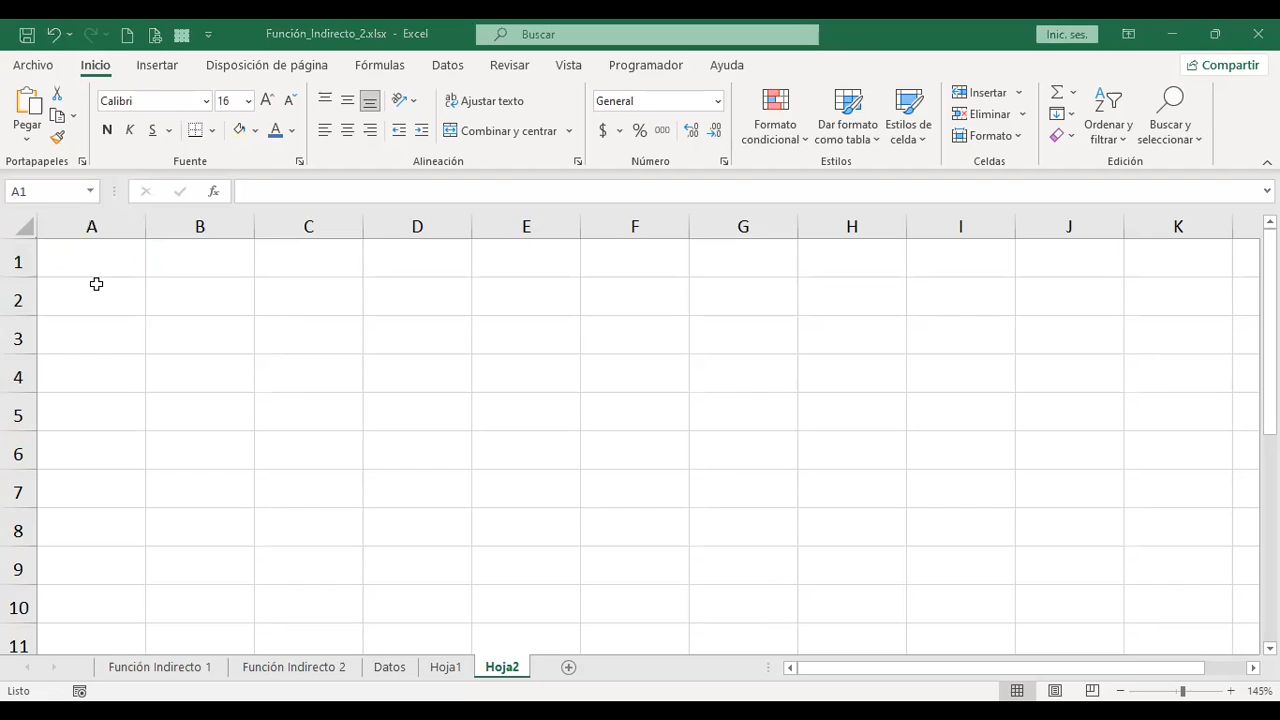 Función_Indirecto_2.xlsx - Excel
Buscar
Inic. ses.
Archivo Inicio Insertar Disposición de página Fórmulas Datos Revisar Vista Programador Ayuda
Compartir
Pegar
Calibri 16
N K S
Ajustar texto
Combinar y centrar
General
$ % 000
Formato condicional
Dar formato como tabla
Estilos de celda
Insertar
Eliminar
Formato
Ordenar y filtrar
Buscar y seleccionar
Portapapeles Fuente Alineación Número Estilos Celdas Edición
A1
fx
A B C D E F G H I J K
1
2
3
4
5
6
7
8
9
10
11
Función Indirecto 1 Función Indirecto 2 Datos Hoja1 Hoja2
Listo
145%